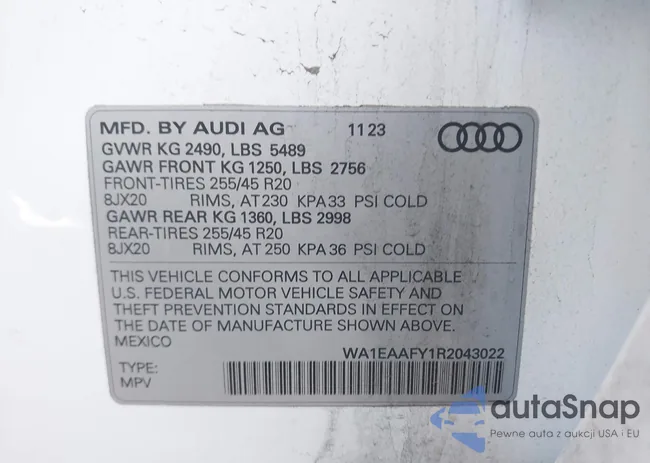 MFD. BY AUDI AG 1123
GVWR KG 2490, LBS 5489
GAWR FRONT KG 1250, LBS 2756
FRONT-TIRES 255/45 R20
8JX20 RIMS, AT 230 KPA 33 PSI COLD
GAWR REAR KG 1360, LBS 2998
REAR-TIRES 255/45 R20
8JX20 RIMS, AT 250 KPA 36 PSI COLD
THIS VEHICLE CONFORMS TO ALL APPLICABLE
U.S. FEDERAL MOTOR VEHICLE SAFETY AND
THEFT PREVENTION STANDARDS IN EFFECT ON
THE DATE OF MANUFACTURE SHOWN ABOVE.
MEXICO
WA1EAAFY1R2043022
TYPE:
MPV
autaSnap
Pewne auta z aukcji USA i EU